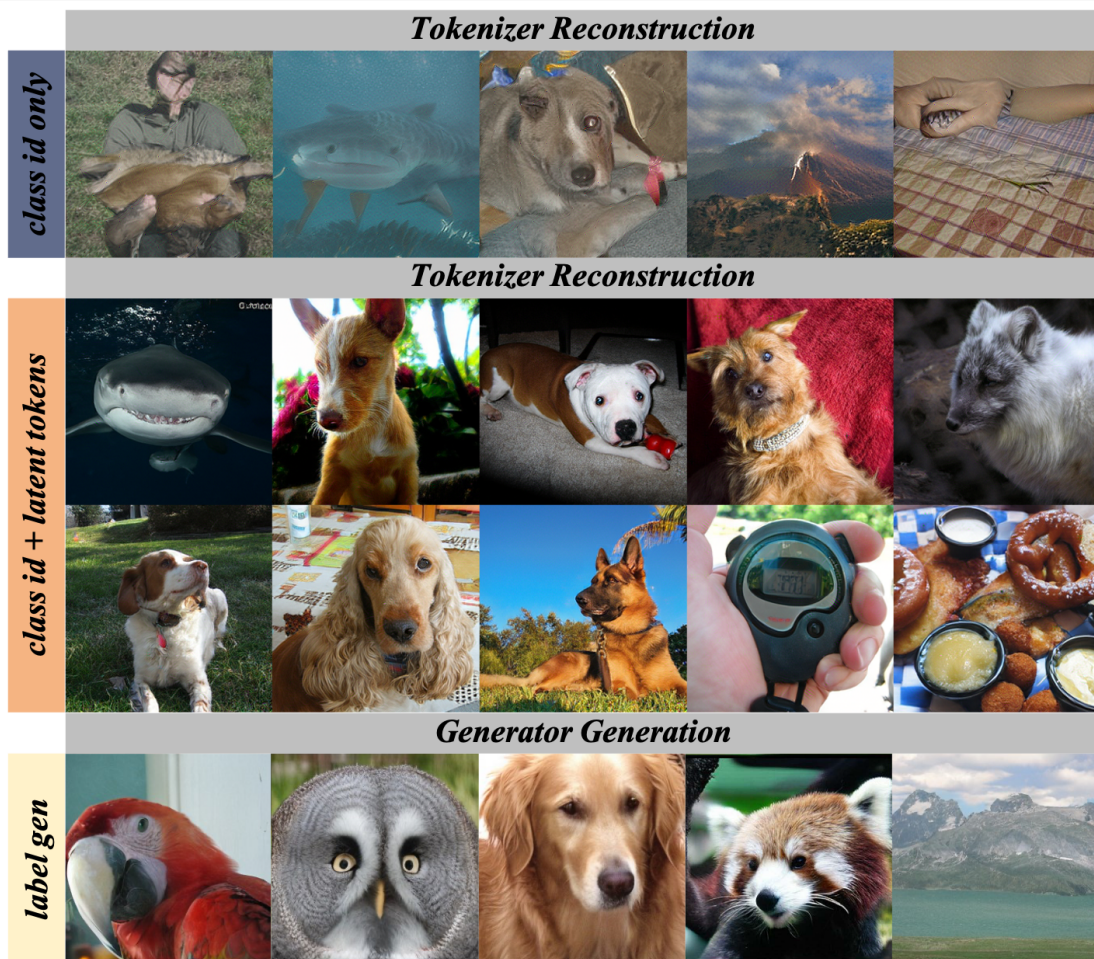 Tokenizer Reconstruction
class id only
Tokenizer Reconstruction
class id + latent tokens
Generator Generation
label gen